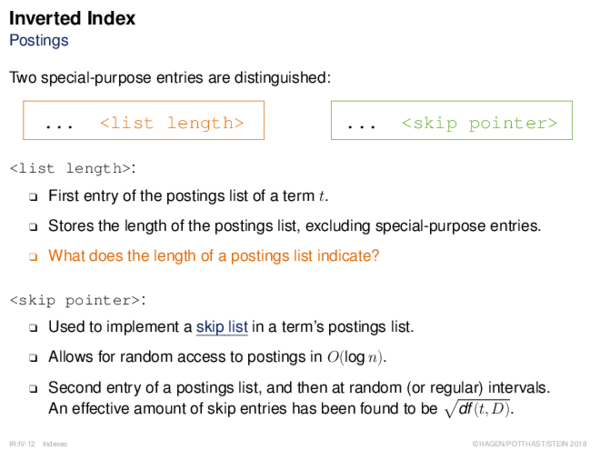 Inverted Index
Postings
Two special-purpose entries are distinguished:
... <list length>
... <skip pointer>
<list length>:
❑ First entry of the postings list of a term t.
❑ Stores the length of the postings list, excluding special-purpose entries.
❑ What does the length of a postings list indicate?
<skip pointer>:
❑ Used to implement a skip list in a term's postings list.
❑ Allows for random access to postings in O(log n).
❑ Second entry of a postings list, and then at random (or regular) intervals.
An effective amount of skip entries has been found to be √df(t, D).
IR:IV-12 Indexes
©HAGEN/POTTHAST/STEIN 2018